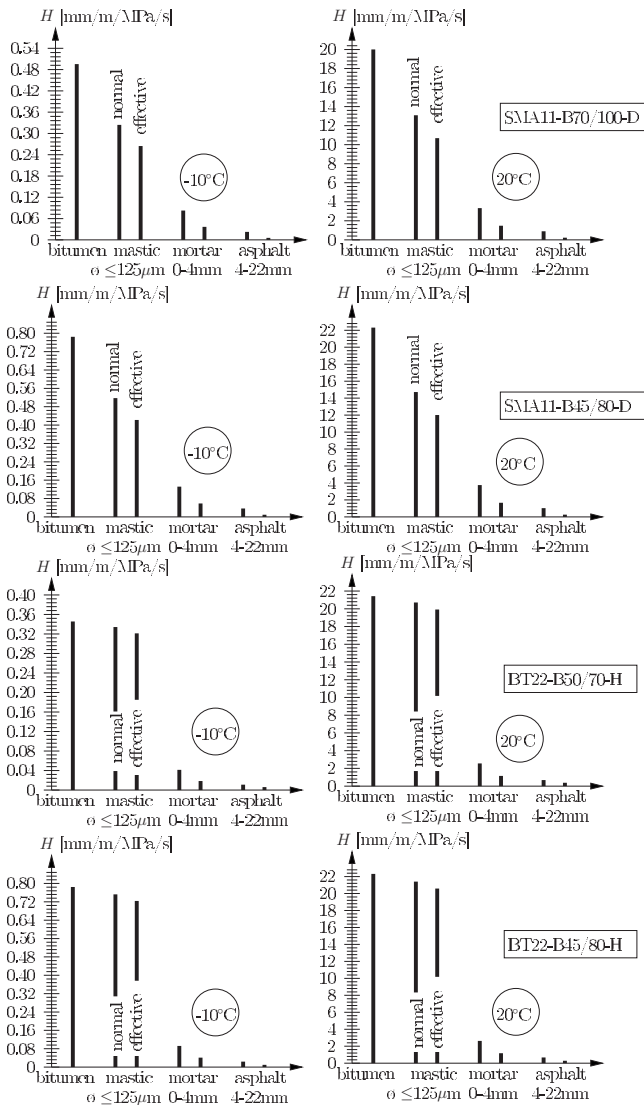 H [mm/m/MPa/s]
0.54
0.48
0.42
0.36
0.30
0.24
0.18
0.12
0.06
0
normal
effective
-10°C
bitumen mastic mortar asphalt
ø ≤125μm 0-4mm 4-22mm
H [mm/m/MPa/s]
20
18
16
14
12
10
8
6
4
2
0
normal
effective
SMA11-B70/100-D
20°C
bitumen mastic mortar asphalt
ø ≤125μm 0-4mm 4-22mm
H [mm/m/MPa/s]
0.80
0.72
0.64
0.56
0.48
0.40
0.32
0.24
0.16
0.08
0
normal
effective
-10°C
bitumen mastic mortar asphalt
ø ≤125μm 0-4mm 4-22mm
H [mm/m/MPa/s]
22
20
18
16
14
12
10
8
6
4
2
0
normal
effective
SMA11-B45/80-D
20°C
bitumen mastic mortar asphalt
ø ≤125μm 0-4mm 4-22mm
H [mm/m/MPa/s]
0.40
0.36
0.32
0.28
0.24
0.20
0.16
0.12
0.08
0.04
0
normal
effective
-10°C
bitumen mastic mortar asphalt
ø ≤125μm 0-4mm 4-22mm
H [mm/m/MPa/s]
22
20
18
16
14
12
10
8
6
4
2
0
normal
effective
BT22-B50/70-H
20°C
bitumen mastic mortar asphalt
ø ≤125μm 0-4mm 4-22mm
H [mm/m/MPa/s]
0.80
0.72
0.64
0.56
0.48
0.40
0.32
0.24
0.16
0.08
0
normal
effective
-10°C
bitumen mastic mortar asphalt
ø ≤125μm 0-4mm 4-22mm
H [mm/m/MPa/s]
22
20
18
16
14
12
10
8
6
4
2
0
normal
effective
BT22-B45/80-H
20°C
bitumen mastic mortar asphalt
ø ≤125μm 0-4mm 4-22mm